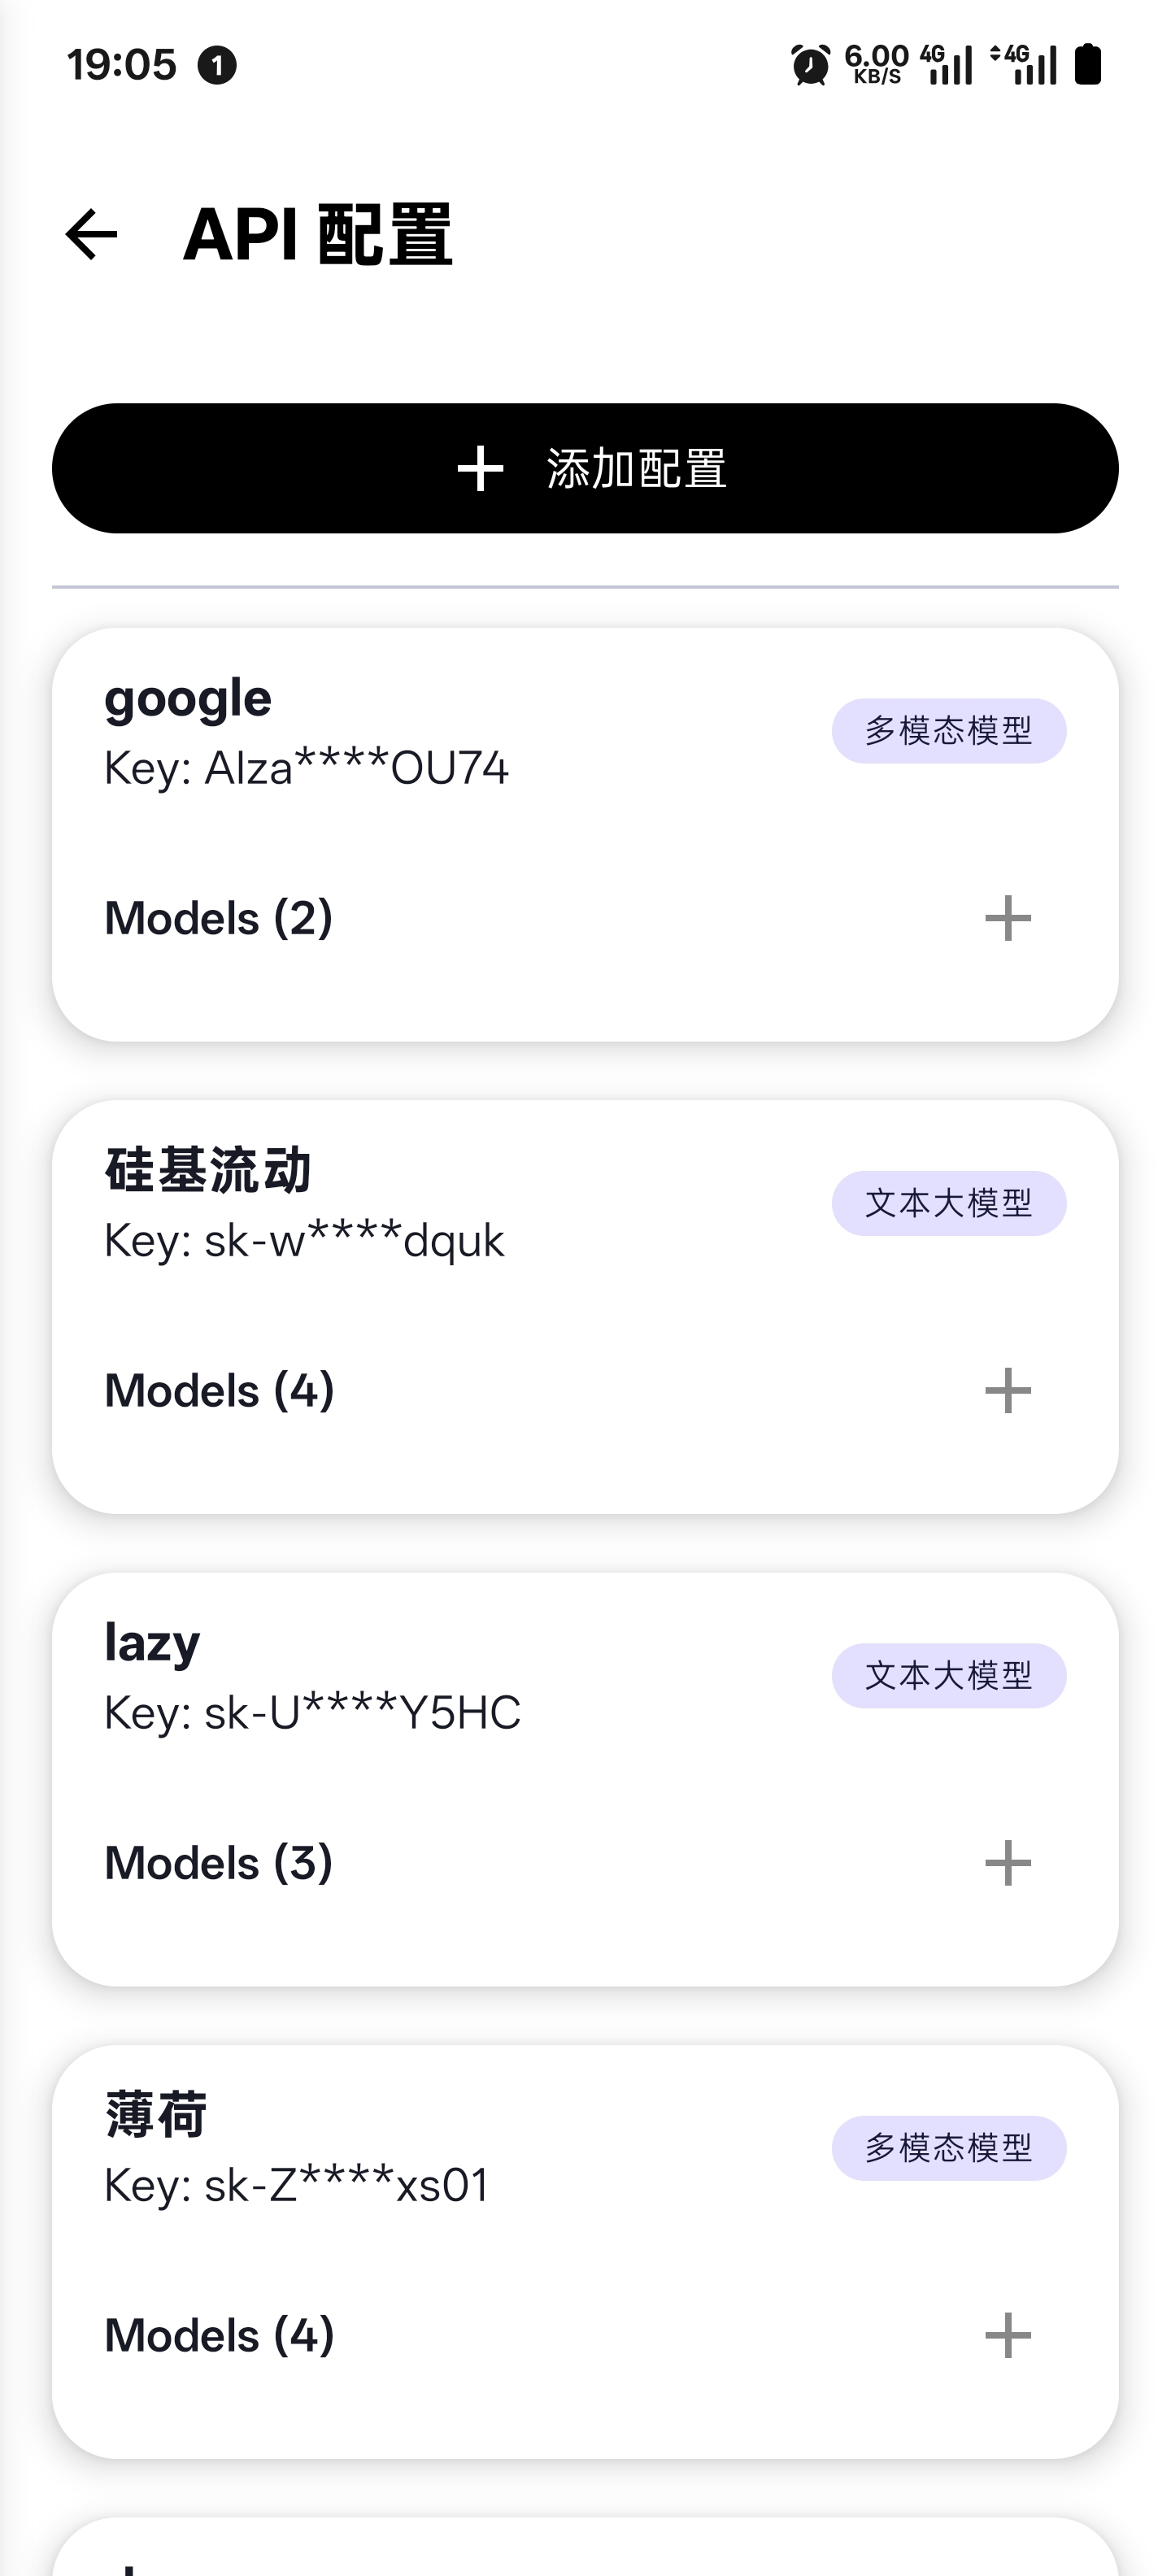 19:05 1 6.00 KB/S 4G 4G
API 配置
添加配置
google
多模态模型
Key: AIza****OU74
Models (2)
硅基流动
文本大模型
Key: sk-w****dquk
Models (4)
lazy
文本大模型
Key: sk-U****Y5HC
Models (3)
薄荷
多模态模型
Key: sk-Z****xs01
Models (4)